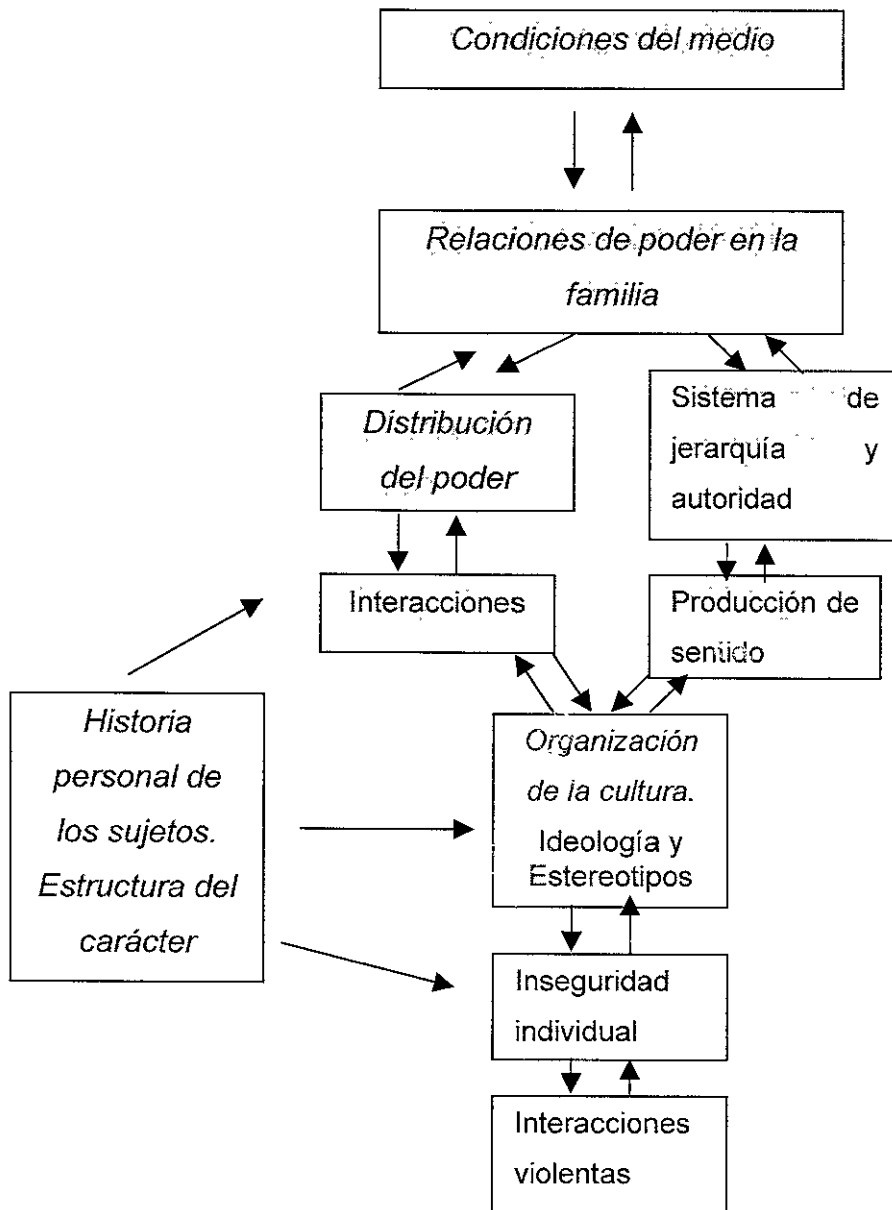 Condiciones del medio
Relaciones de poder en la
familia
Distribución
del poder
Sistema de
jerarquía y
autoridad
Interacciones
Producción de
sentido
Historia
personal de
los sujetos.
Estructura del
carácter
Organización
de la cultura.
Ideología y
Estereotipos
Inseguridad
individual
Interacciones
violentas